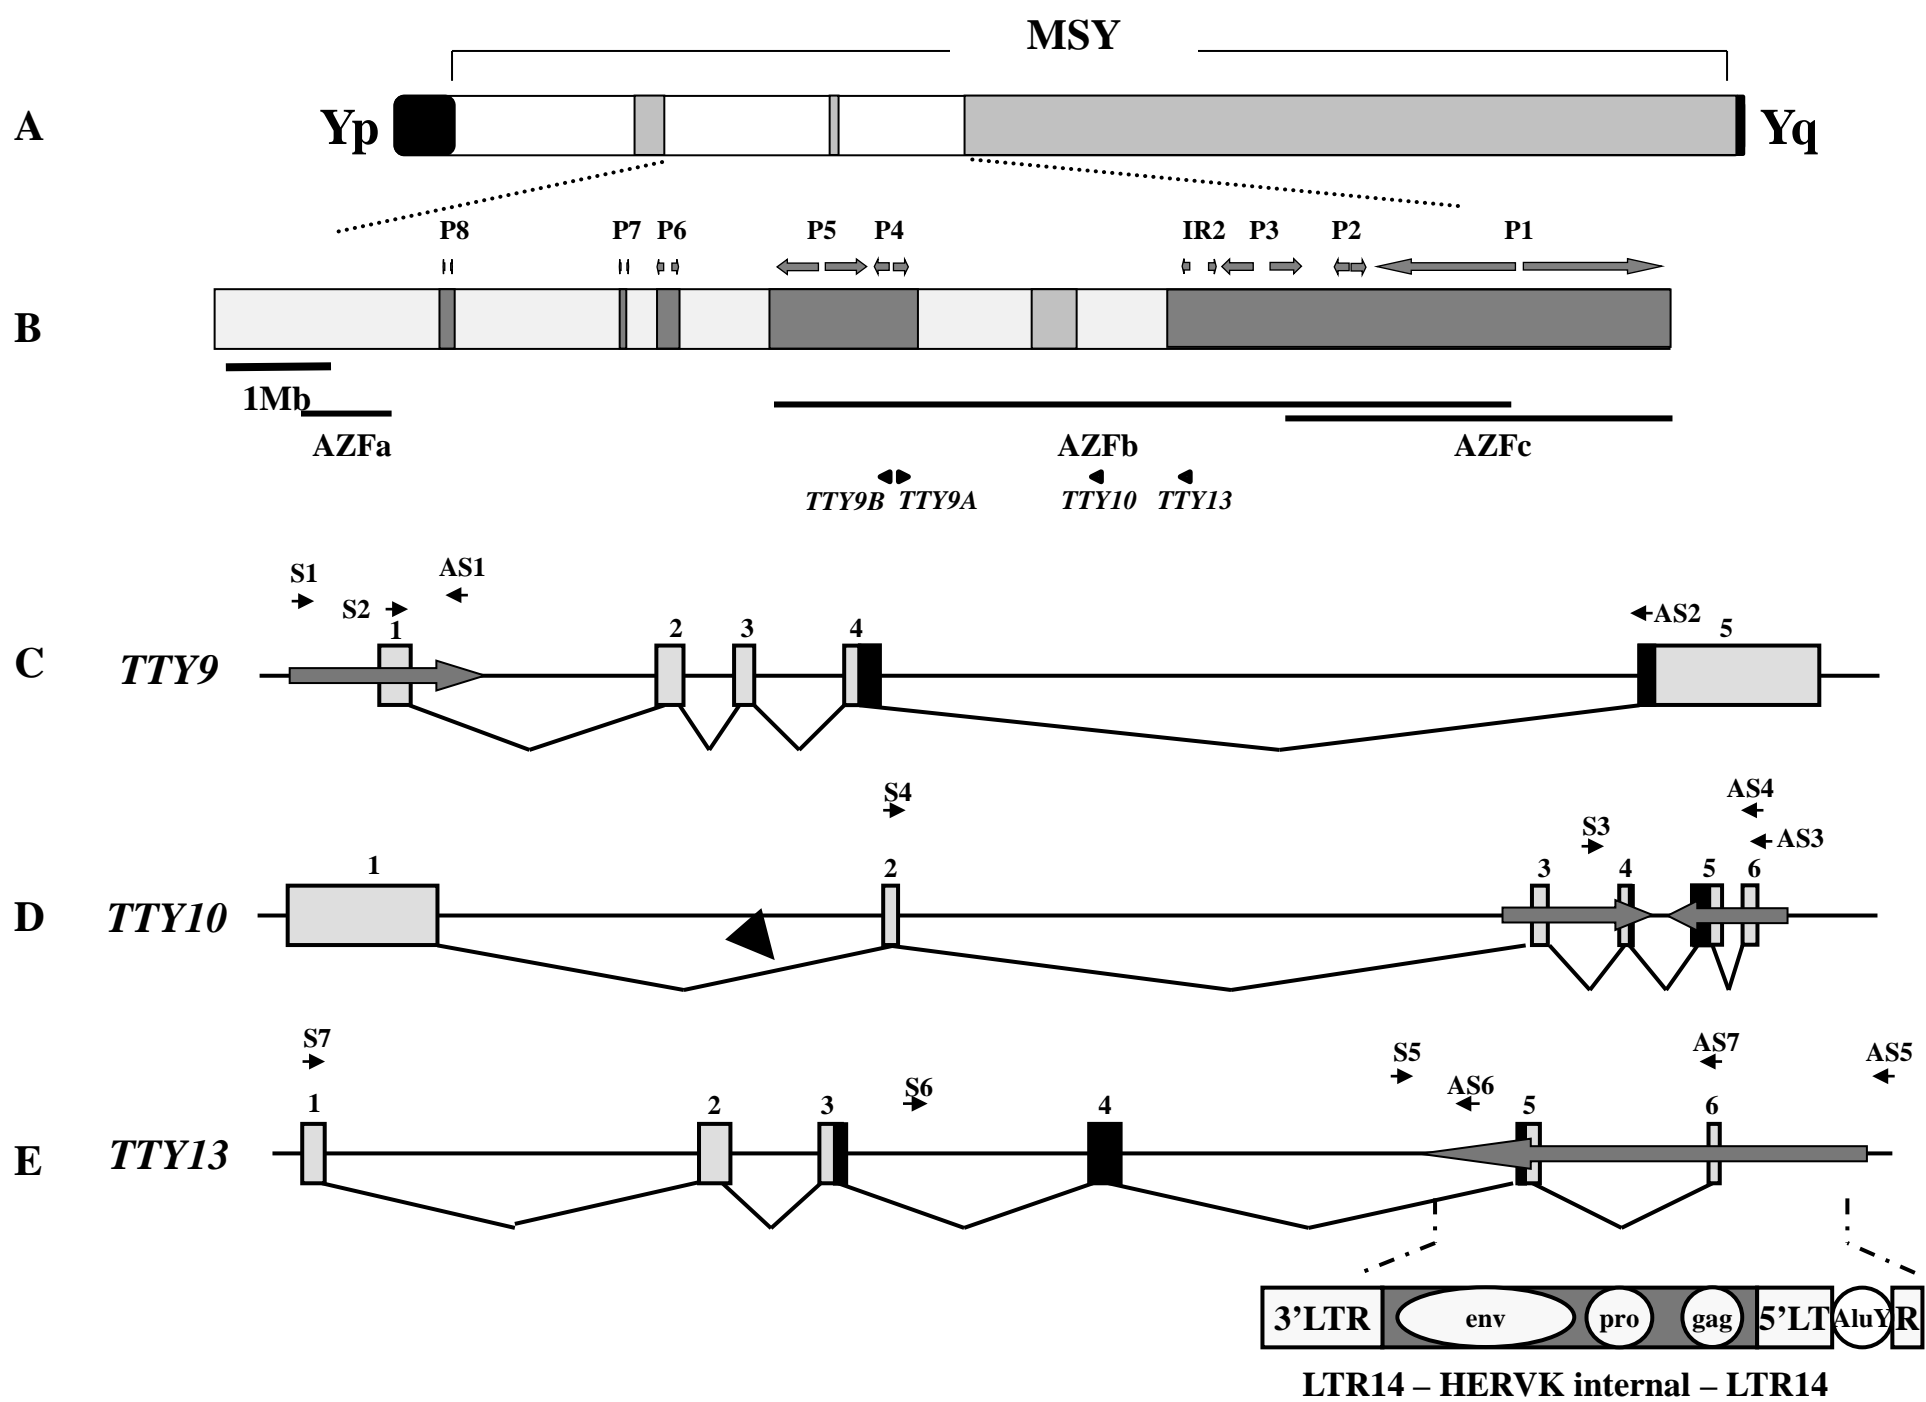 MSY
A
Yp
Yq
P8 P7 P6 P5 P4 IR2 P3 P2 P1
B
1Mb
AZFa AZFb AZFc
TTY9B TTY9A TTY10 TTY13
S1 AS1
S2 AS2
1 2 3 4 5
C TTY9
S4 AS4
S3 AS3
1 2 3 4 5 6
D TTY10
S7 S5 AS7 AS5
S6 AS6
1 2 3 4 5 6
E TTY13
3’LTR env pro gag 5’LT AluY R
LTR14 – HERVK internal – LTR14